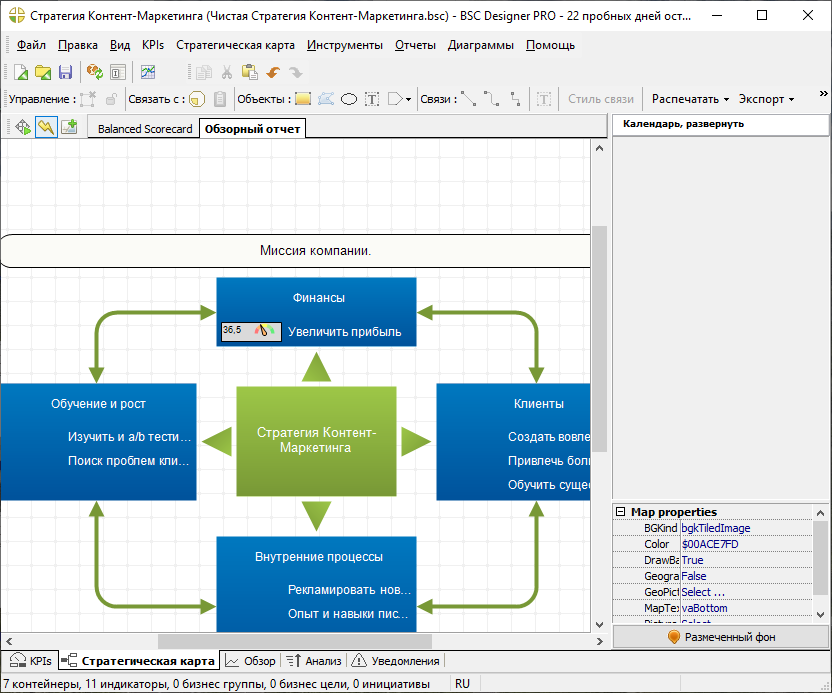 Стратегия Контент-Маркетинга (Чистая Стратегия Контент-Маркетинга.bsc) - BSC Designer PRO - 22 пробных дней ост...
Файл Правка Вид KPIs Стратегическая карта Инструменты Отчеты Диаграммы Помощь
Управление : Связать с : Объекты : Связи : T Стиль связи Распечатать Экспорт »
Balanced Scorecard Обзорный отчет
Календарь, развернуть
Миссия компании.
Финансы
36,5 Увеличить прибыль
Обучение и рост
Изучить и a/b тести...
Поиск проблем кли...
Стратегия Контент-
Маркетинга
Клиенты
Создать вовле
Привлечь боль
Обучить суще
Внутренние процессы
Рекламировать нов...
Опыт и навыки пис...
Map properties
BGKind bgkTiledImage
Color $00ACE7FD
DrawBa True
Geogra False
GeoPict Select ...
MapTex vaBottom
Размеченный фон
KPIs Стратегическая карта Обзор Анализ Уведомления
7 контейнеры, 11 индикаторы, 0 бизнес группы, 0 бизнес цели, 0 инициативы RU